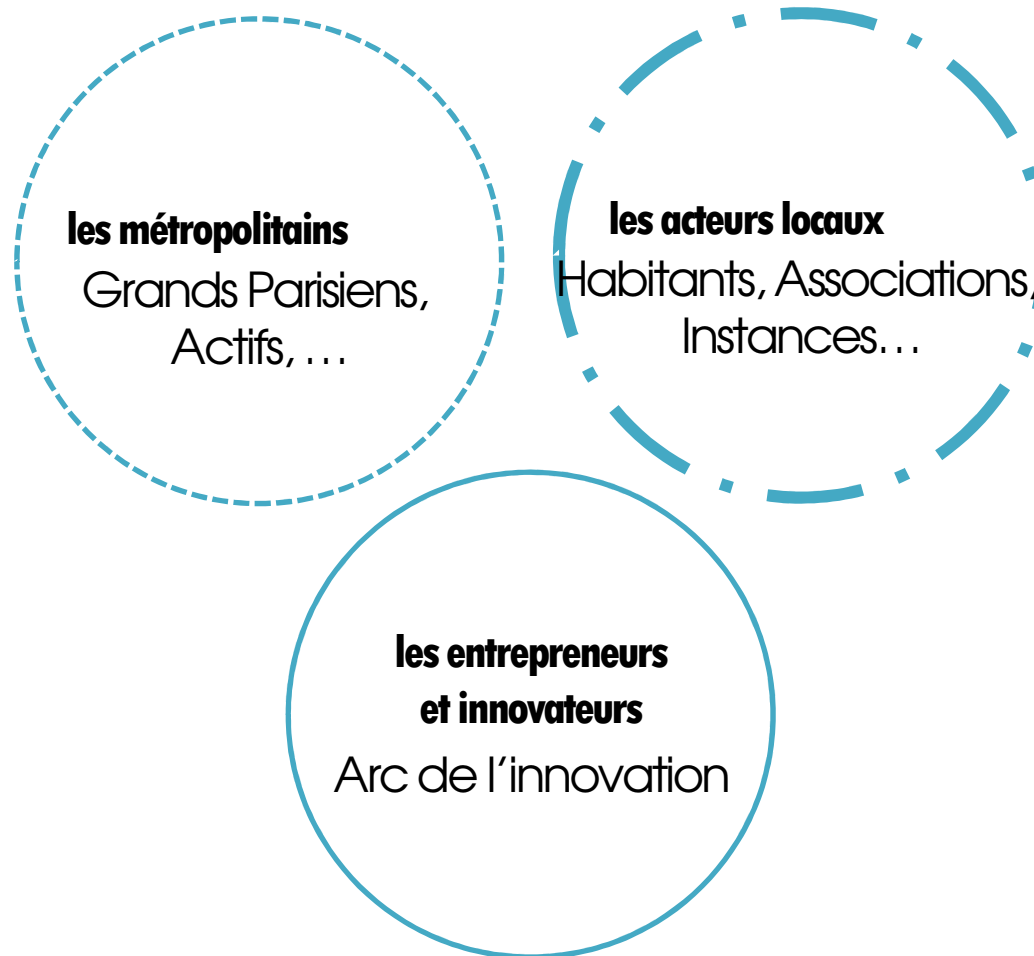 les métropolitains
Grands Parisiens,
Actifs, …
les acteurs locaux
Habitants, Associations,
Instances…
les entrepreneurs
et innovateurs
Arc de l’innovation